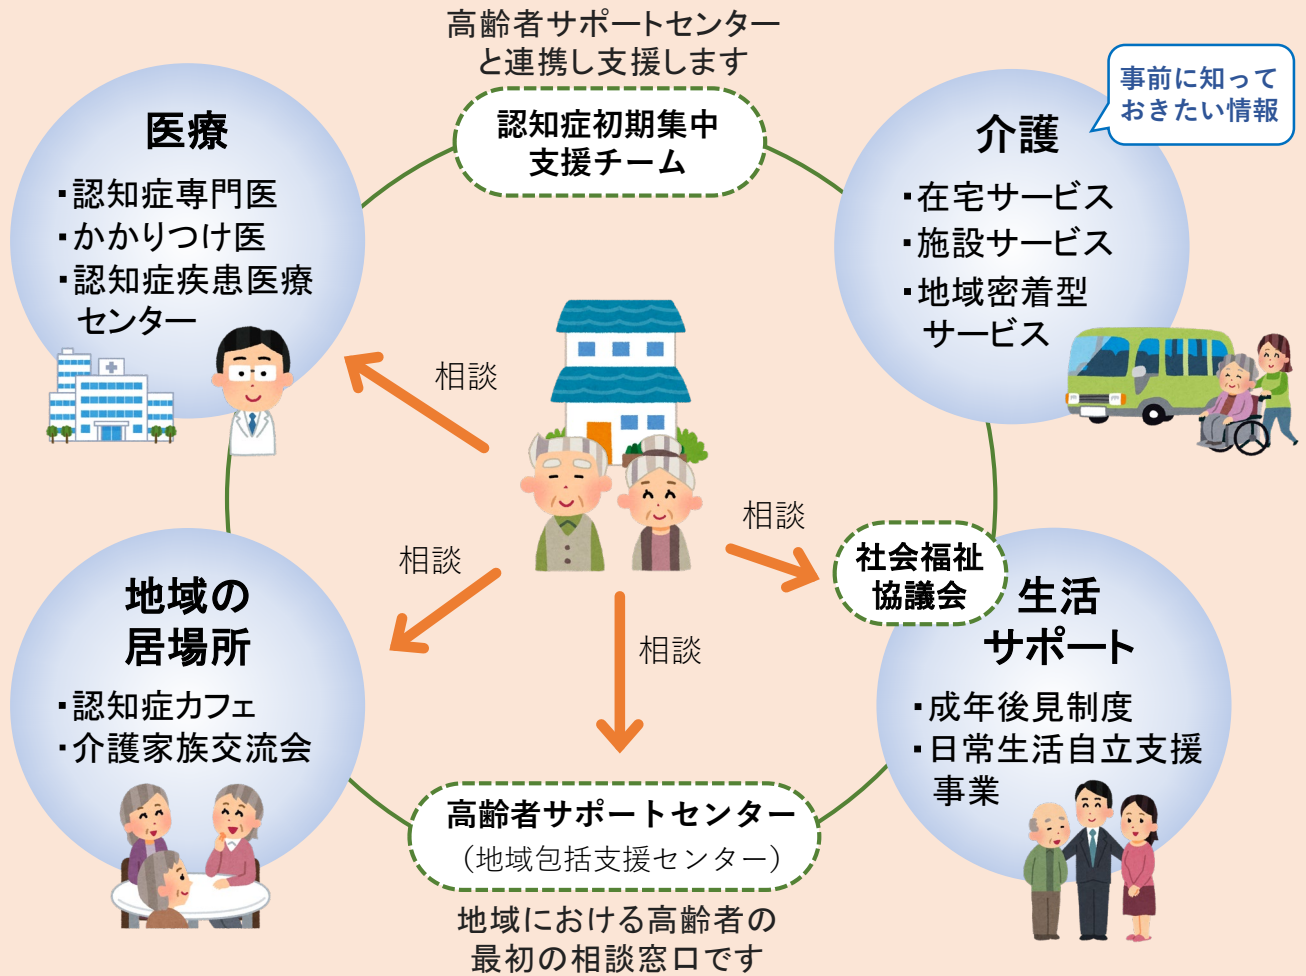 高齢者サポートセンター
と連携し支援します
認知症初期集中
支援チーム
医療
・認知症専門医
・かかりつけ医
・認知症疾患医療
センター
事前に知って
おきたい情報
介護
・在宅サービス
・施設サービス
・地域密着型
サービス
相談
相談
相談
相談
社会福祉
協議会
地域の
居場所
・認知症カフェ
・介護家族交流会
生活
サポート
・成年後見制度
・日常生活自立支援
事業
高齢者サポートセンター
（地域包括支援センター）
地域における高齢者の
最初の相談窓口です